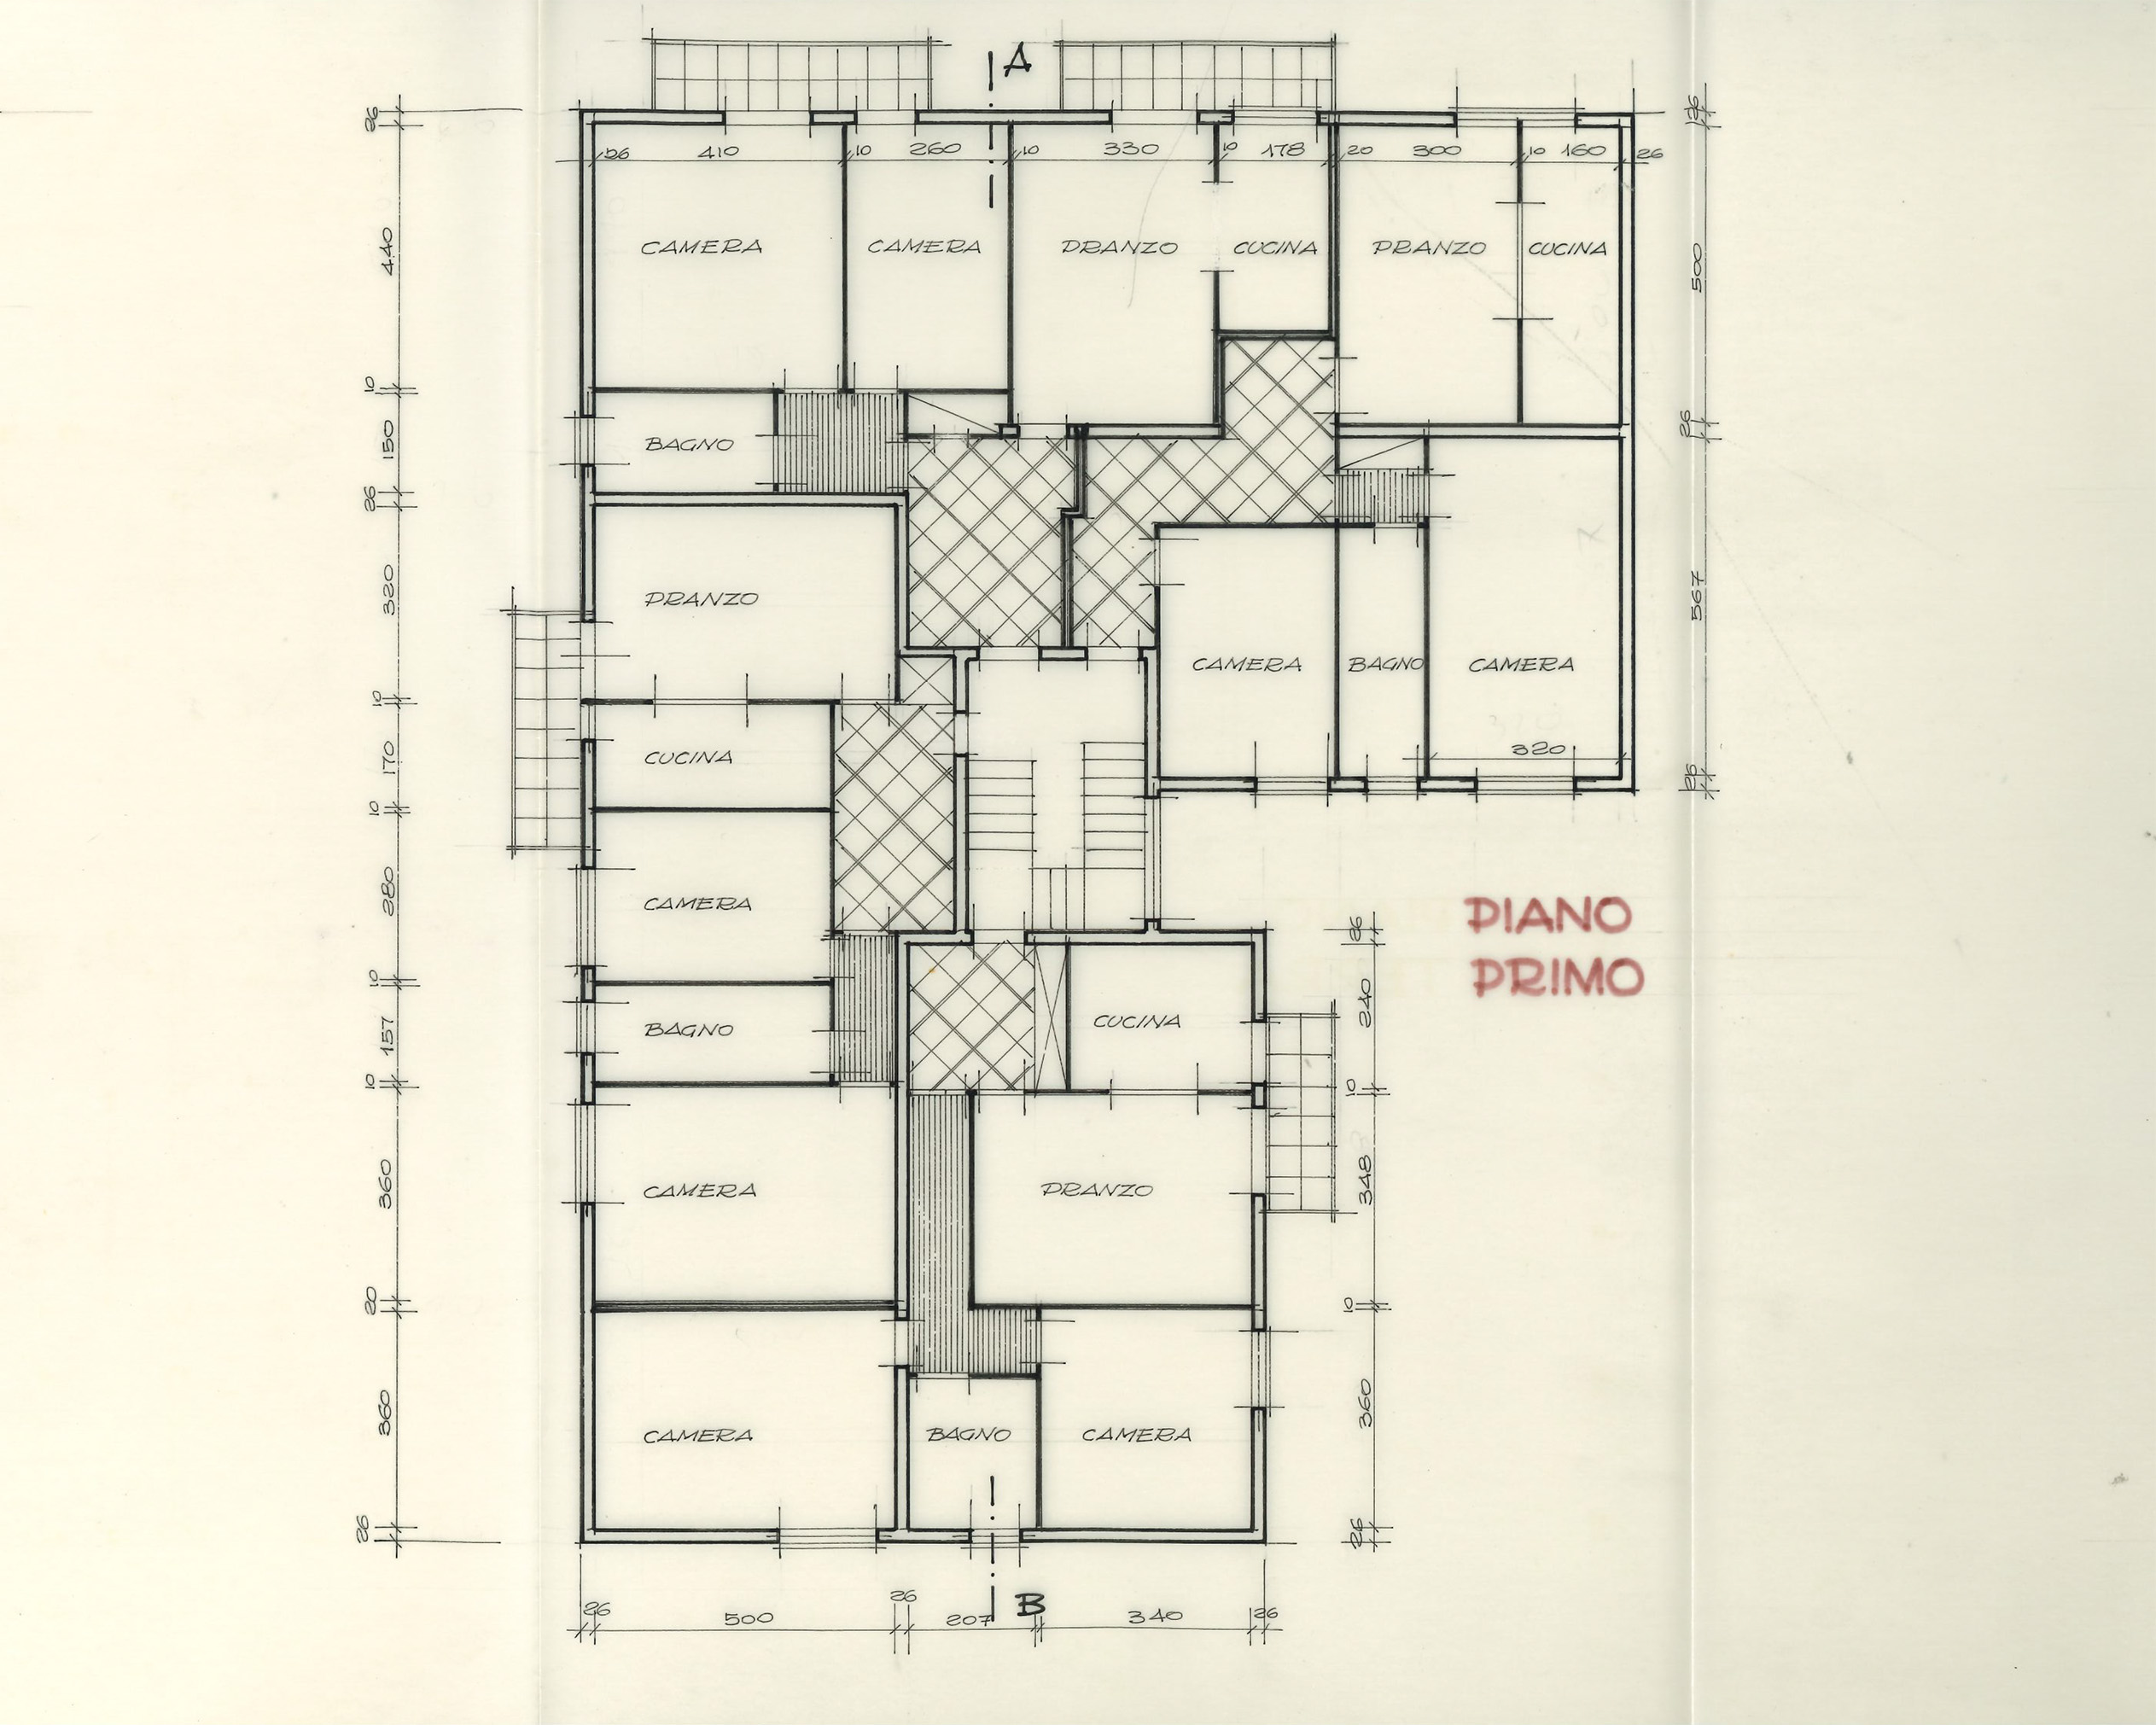 A
26 410 10 260 10 330 10 178 20 300 10 160 26
CAMERA CAMERA PRANZO CUCINA PRANZO CUCINA
BAGNO
PRANZO
CAMERA BAGNO CAMERA
320
CUCINA
CAMERA
PIANO
PRIMO
BAGNO
CUCINA
CAMERA
PRANZO
CAMERA
BAGNO
CAMERA
B
26 500 26 207 340 26
26
440
10
150
26
320
10
170
10
280
10
157
10
360
20
360
26
26
500
26
567
26
26
240
10
348
10
360
26